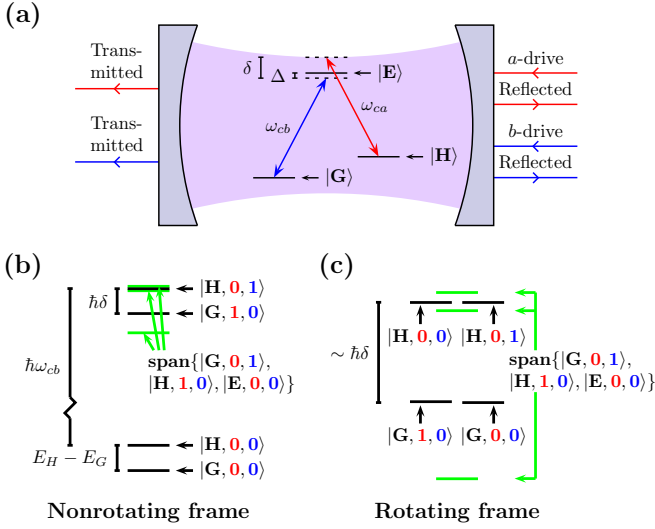 (a)
Trans-
mitted
Trans-
mitted
δ
Δ
|E⟩
ω_cb
ω_ca
|H⟩
|G⟩
a-drive
Reflected
b-drive
Reflected
(b)
|H, 0, 1⟩
ħδ
|G, 1, 0⟩
ħω_cb
span{|G, 0, 1⟩,
|H, 1, 0⟩, |E, 0, 0⟩}
|H, 0, 0⟩
E_H − E_G
|G, 0, 0⟩
Nonrotating frame
(c)
|H, 0, 0⟩ |H, 0, 1⟩
∼ ħδ
span{|G, 0, 1⟩,
|H, 1, 0⟩, |E, 0, 0⟩}
|G, 1, 0⟩ |G, 0, 0⟩
Rotating frame